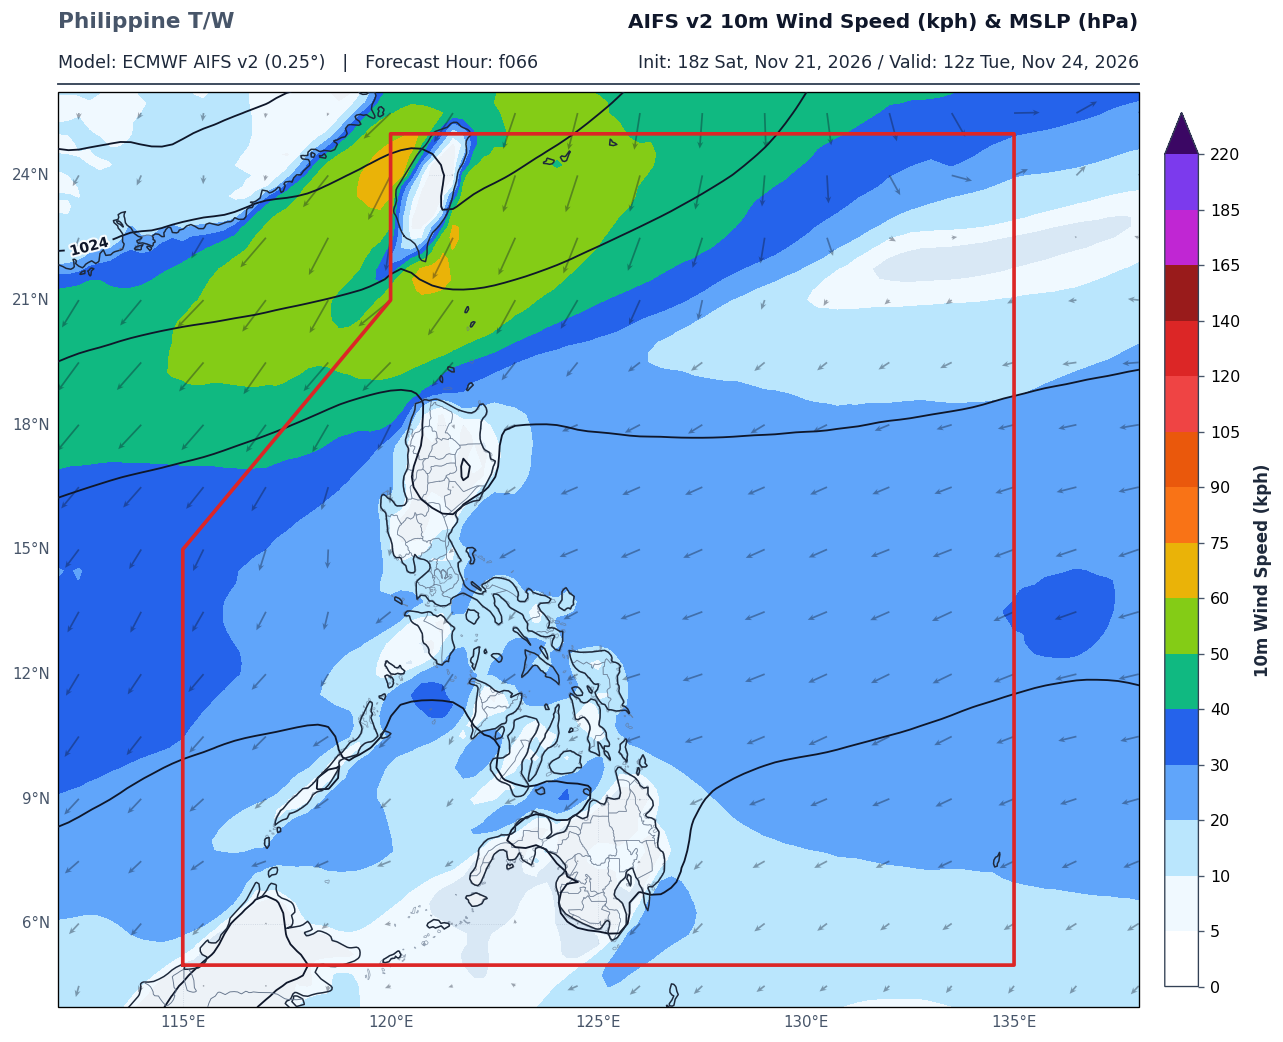 Philippine T/W
AIFS v2 10m Wind Speed (kph) & MSLP (hPa)
Model: ECMWF AIFS v2 (0.25°) | Forecast Hour: f066
Init: 18z Sat, Nov 21, 2026 / Valid: 12z Tue, Nov 24, 2026
1024
24°N
21°N
18°N
15°N
12°N
9°N
6°N
115°E
120°E
125°E
130°E
135°E
220
185
165
140
120
105
90
75
60
50
40
30
20
10
5
0
10m Wind Speed (kph)